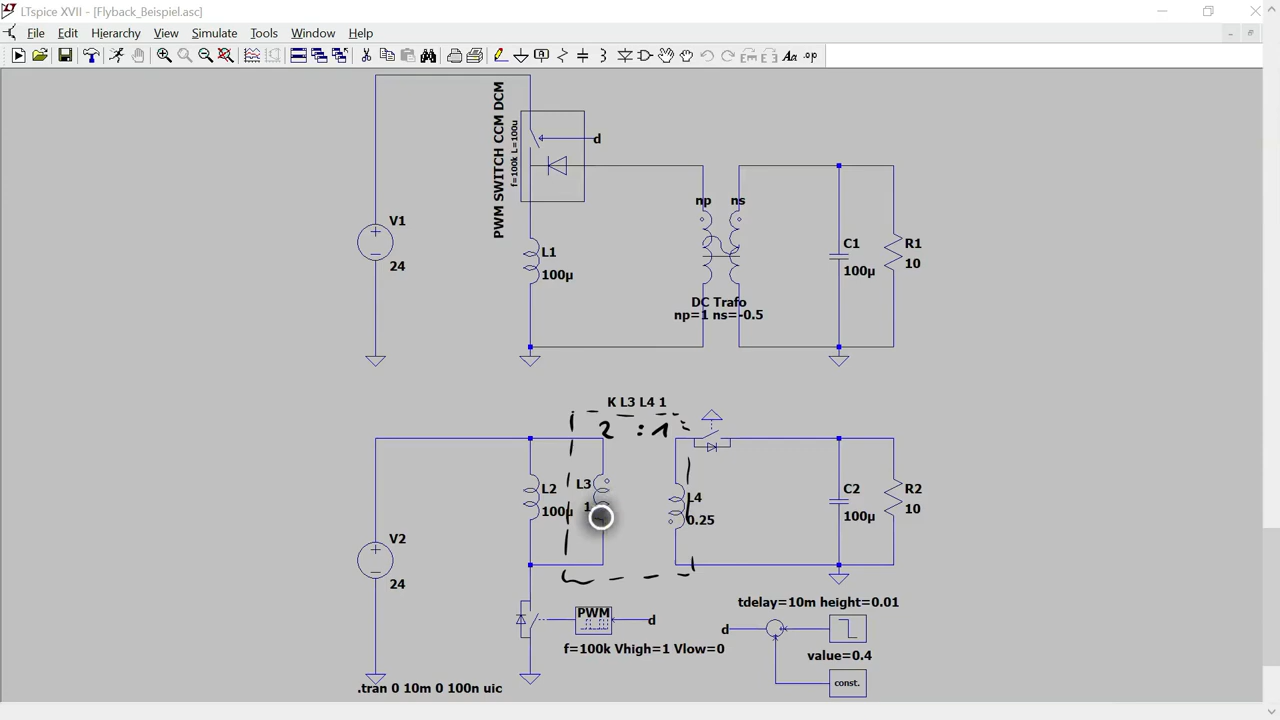 LTspice XVII - [Flyback_Beispiel.asc]
File Edit Hierarchy View Simulate Tools Window Help
Aa .op
PWM SWITCH CCM DCM
f=100k L=100u
d
np ns
V1
24
L1
100µ
C1
100µ
R1
10
DC Trafo
np=1 ns=-0.5
K L3 L4 1
2 : 1
L2
100µ
L3
1
L4
0.25
C2
100µ
R2
10
V2
24
PWM
d
f=100k Vhigh=1 Vlow=0
tdelay=10m height=0.01
d
value=0.4
const.
.tran 0 10m 0 100n uic